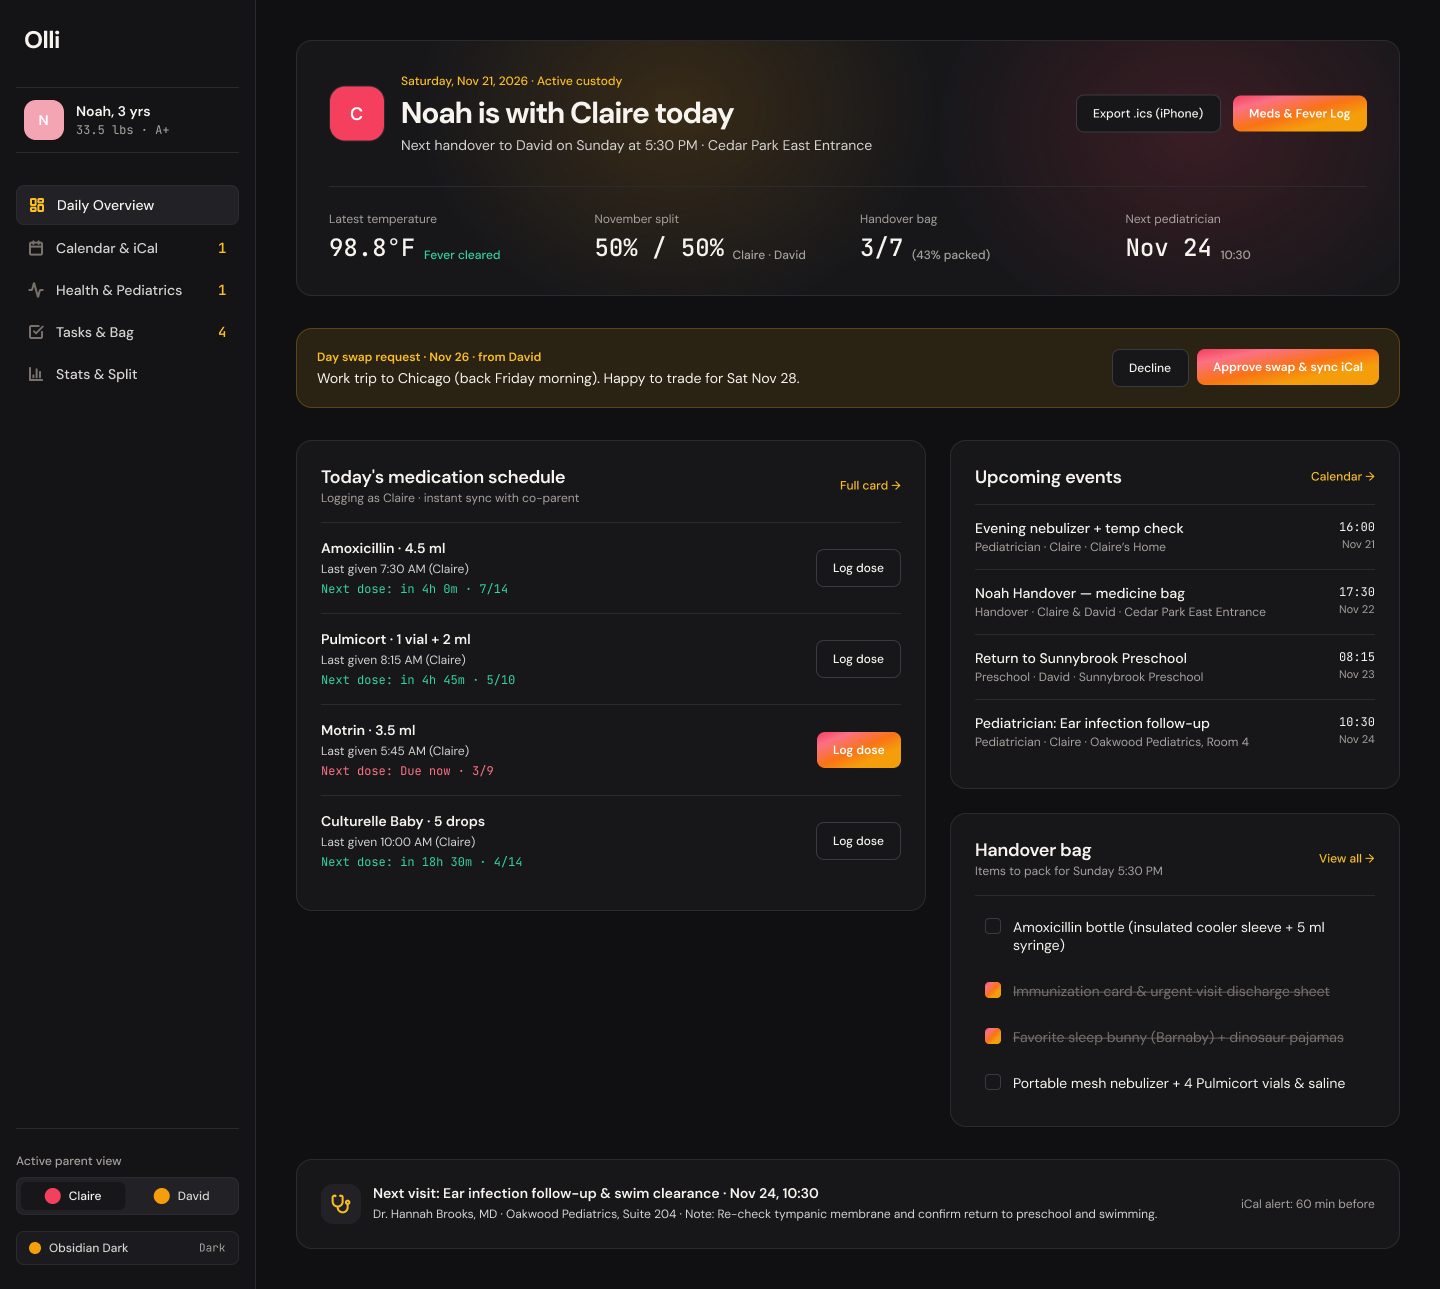 Olli
N
Noah, 3 yrs
33.5 lbs · A+
Daily Overview
Calendar & iCal 1
Health & Pediatrics 1
Tasks & Bag 4
Stats & Split
Active parent view
Claire David
Obsidian Dark Dark
C
Saturday, Nov 21, 2026 · Active custody
Noah is with Claire today
Next handover to David on Sunday at 5:30 PM · Cedar Park East Entrance
Export .ics (iPhone)
Meds & Fever Log
Latest temperature
98.8°F Fever cleared
November split
50% / 50% Claire · David
Handover bag
3/7 (43% packed)
Next pediatrician
Nov 24 10:30
Day swap request · Nov 26 · from David
Work trip to Chicago (back Friday morning). Happy to trade for Sat Nov 28.
Decline
Approve swap & sync iCal
Today's medication schedule
Logging as Claire · instant sync with co-parent
Full card →
Amoxicillin · 4.5 ml
Last given 7:30 AM (Claire)
Next dose: in 4h 0m · 7/14
Log dose
Pulmicort · 1 vial + 2 ml
Last given 8:15 AM (Claire)
Next dose: in 4h 45m · 5/10
Log dose
Motrin · 3.5 ml
Last given 5:45 AM (Claire)
Next dose: Due now · 3/9
Log dose
Culturelle Baby · 5 drops
Last given 10:00 AM (Claire)
Next dose: in 18h 30m · 4/14
Log dose
Upcoming events
Calendar →
Evening nebulizer + temp check 16:00
Pediatrician · Claire · Claire's Home Nov 21
Noah Handover — medicine bag 17:30
Handover · Claire & David · Cedar Park East Entrance Nov 22
Return to Sunnybrook Preschool 08:15
Preschool · David · Sunnybrook Preschool Nov 23
Pediatrician: Ear infection follow-up 10:30
Pediatrician · Claire · Oakwood Pediatrics, Room 4 Nov 24
Handover bag
Items to pack for Sunday 5:30 PM
View all →
Amoxicillin bottle (insulated cooler sleeve + 5 ml
syringe)
Immunization card & urgent visit discharge sheet
Favorite sleep bunny (Barnaby) + dinosaur pajamas
Portable mesh nebulizer + 4 Pulmicort vials & saline
Next visit: Ear infection follow-up & swim clearance · Nov 24, 10:30
Dr. Hannah Brooks, MD · Oakwood Pediatrics, Suite 204 · Note: Re-check tympanic membrane and confirm return to preschool and swimming.
iCal alert: 60 min before